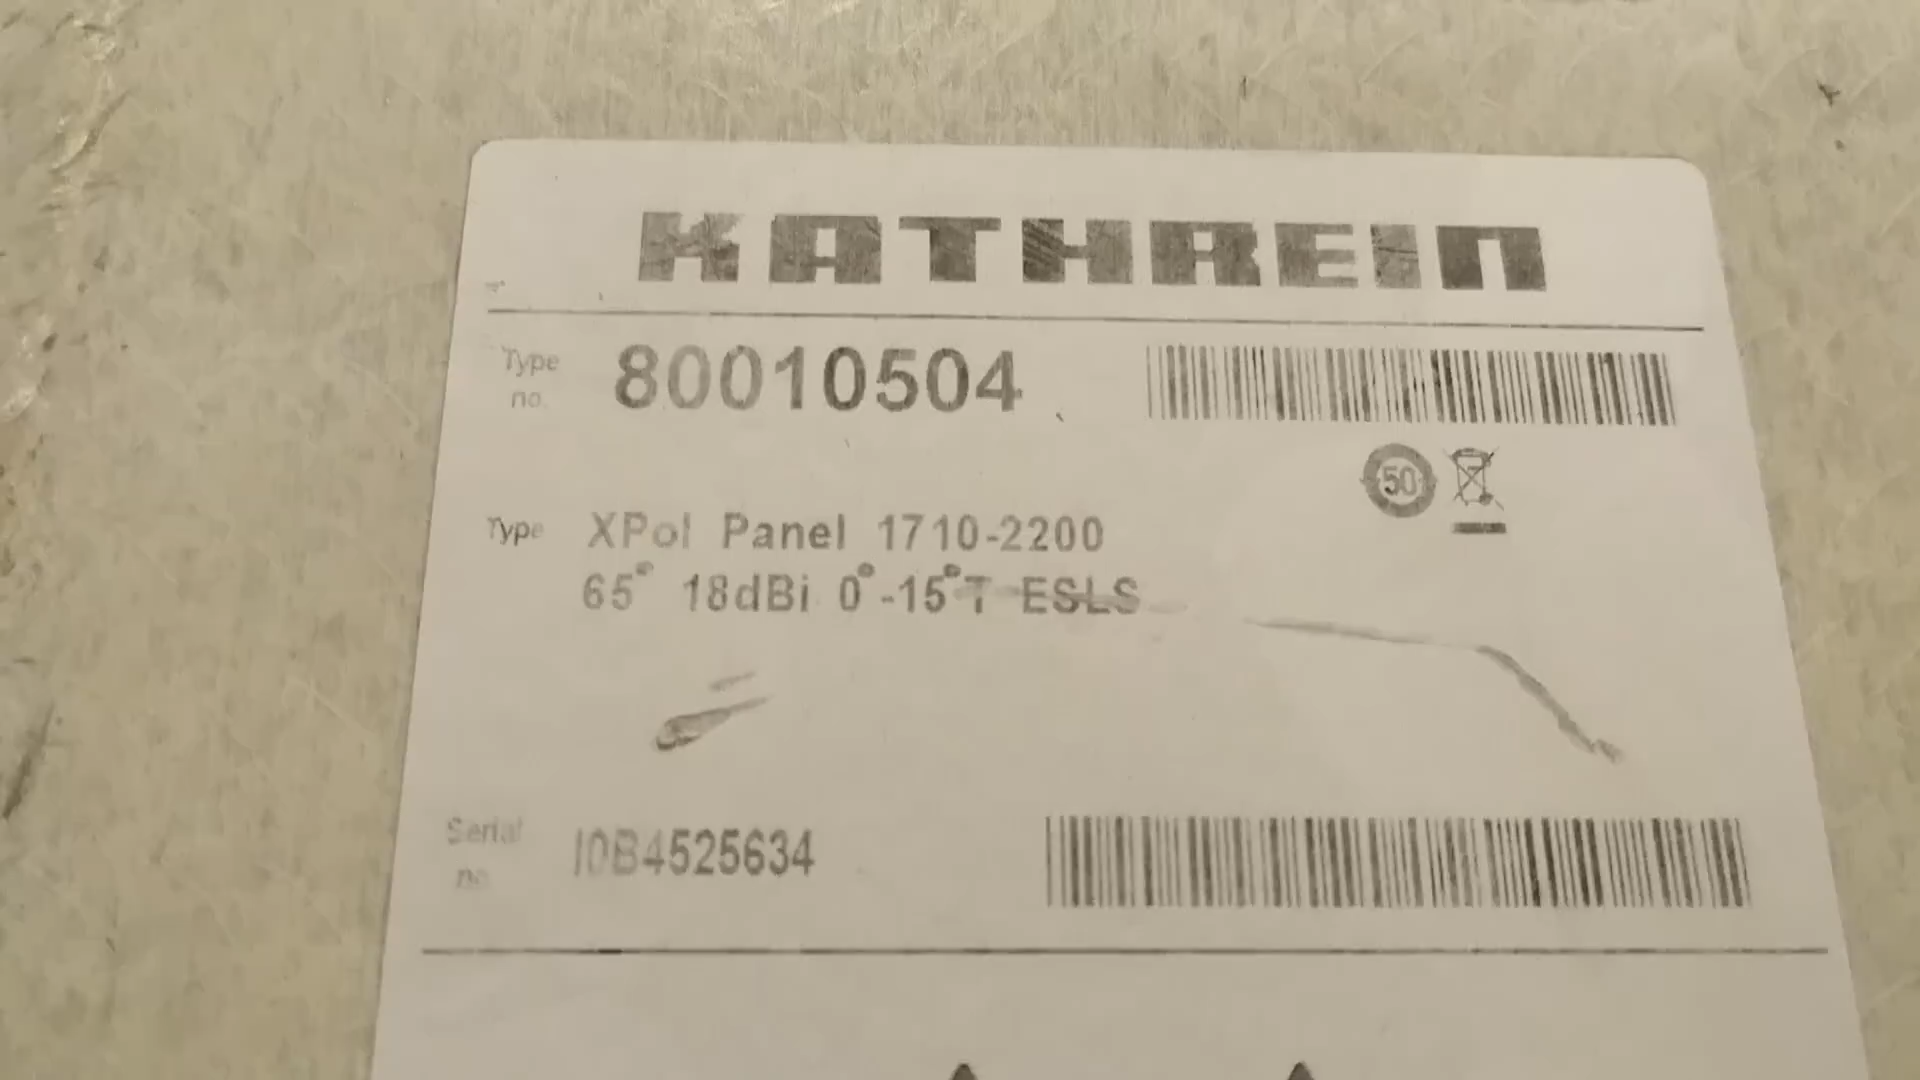 KATHREIN
Type no. 80010504
50
Type XPol Panel 1710-2200
65° 18dBi 0°-15°T ESLS
Serial no. I0B4525634